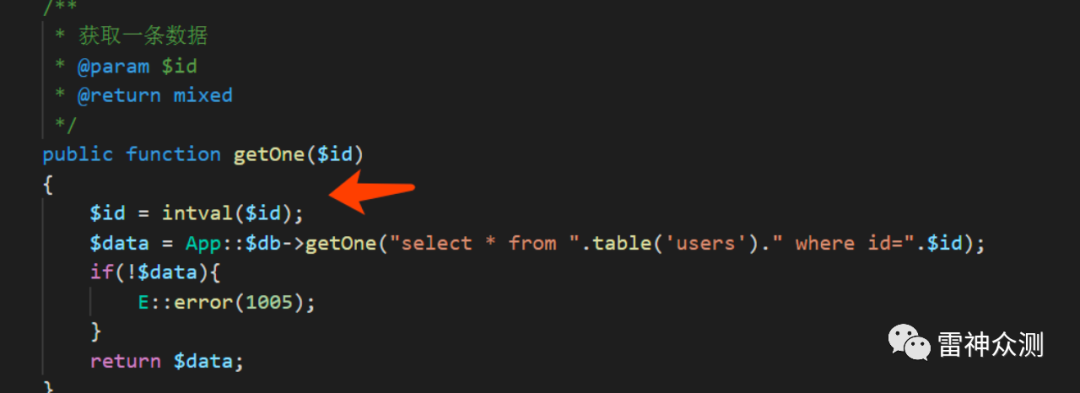 /**
 * 获取一条数据
 * @param $id
 * @return mixed
 */
public function getOne($id)
{
    $id = intval($id);
    $data = App::$db->getOne("select * from ".table('users')." where id=".$id);
    if(!$data){
        E::error(1005);
    }
    return $data;
}
雷神众测